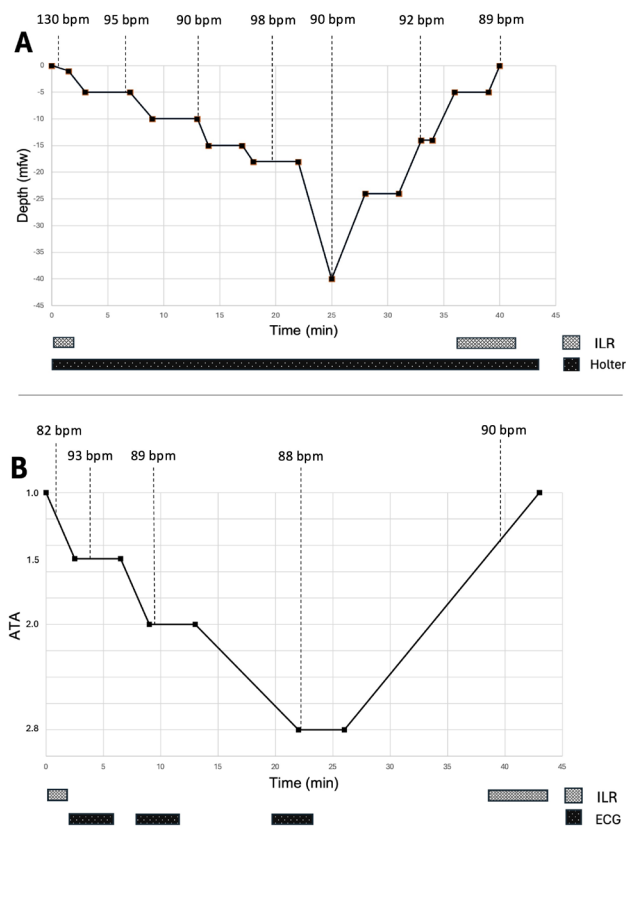 130 bpm 95 bpm 90 bpm 98 bpm 90 bpm 92 bpm 89 bpm
A
0
-5
-10
-15
-20
-25
-30
-35
-40
-45
Depth (mfw)
0 5 10 15 20 25 30 35 40 45
Time (min)
ILR
Holter
82 bpm 90 bpm
93 bpm 89 bpm 88 bpm
B
1.0
1.5
2.0
2.8
ATA
0 5 10 15 20 25 30 35 40 45
Time (min)
ILR
ECG